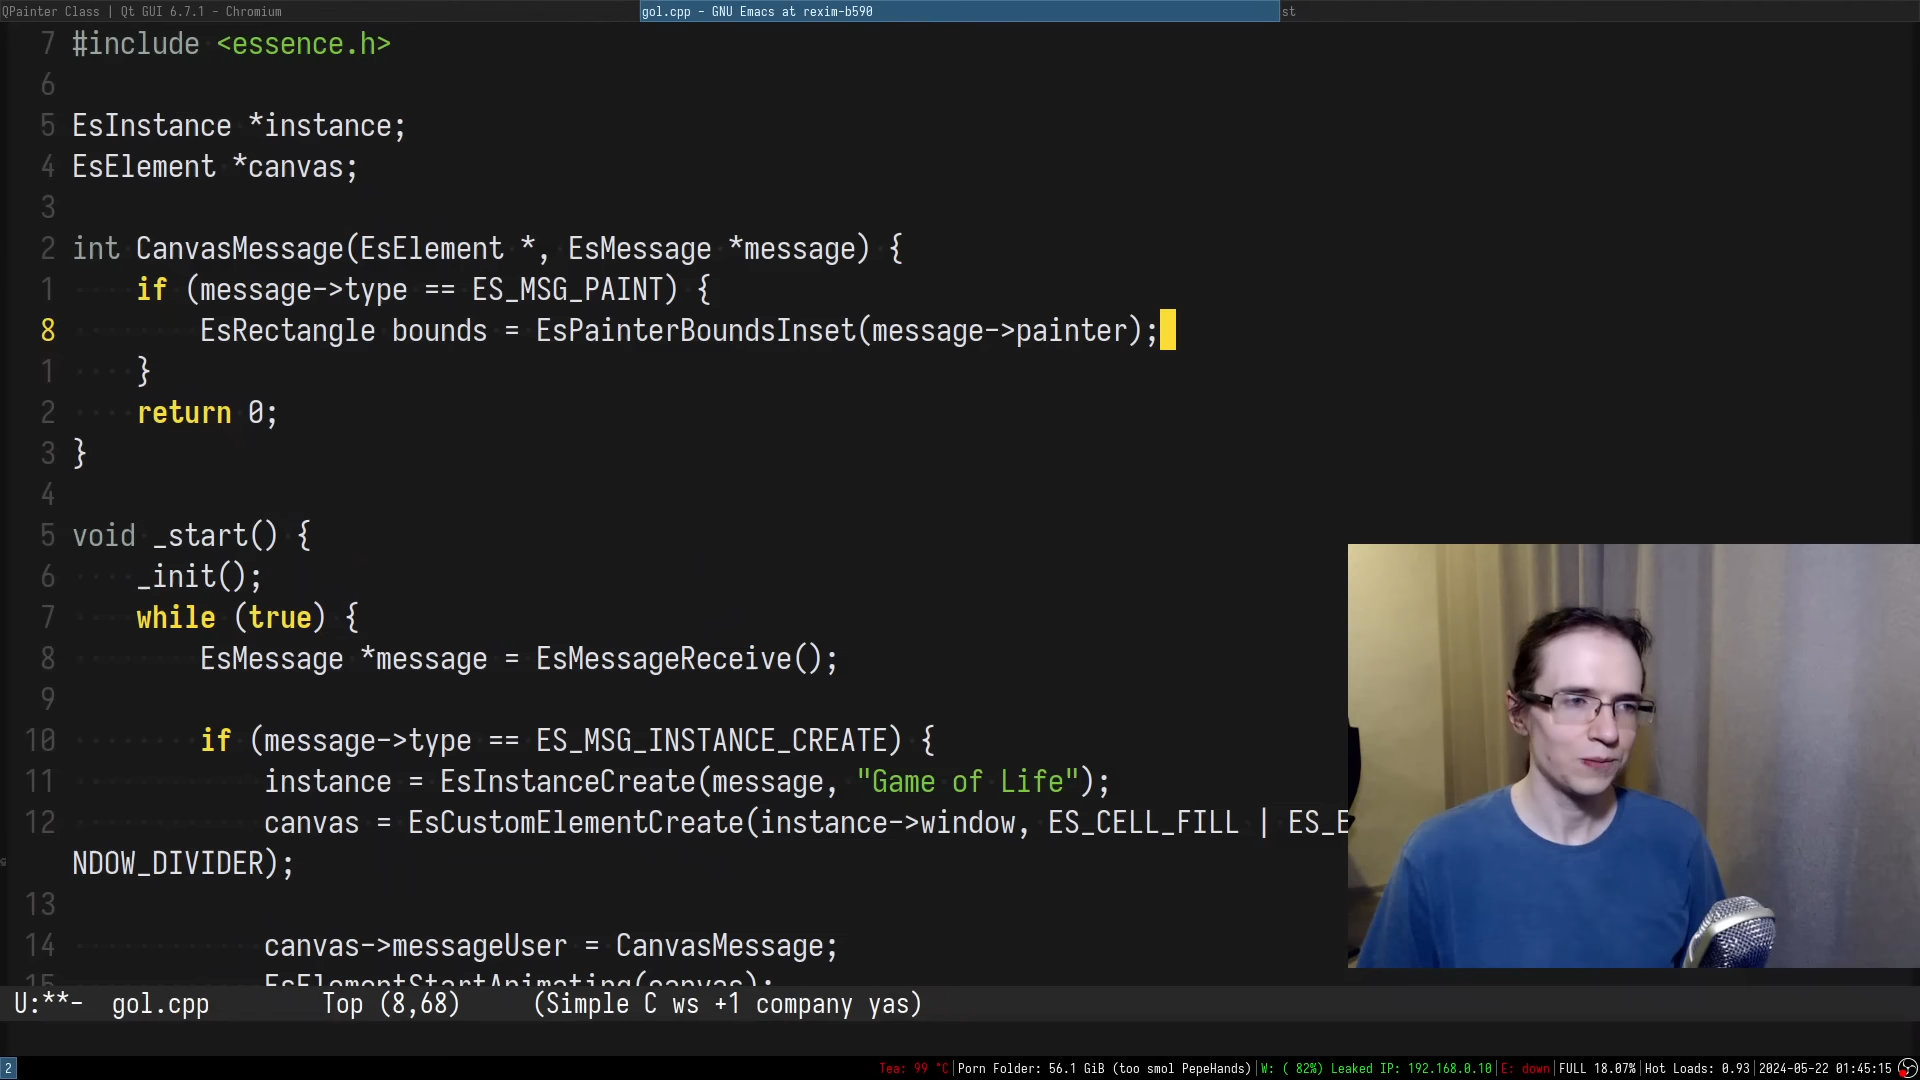 QPainter Class | Qt GUI 6.7.1 - Chromium
gol.cpp - GNU Emacs at rexim-b590
st
7 #include <essence.h>
6
5 EsInstance *instance;
4 EsElement *canvas;
3
2 int CanvasMessage(EsElement *, EsMessage *message) {
1 if (message->type == ES_MSG_PAINT) {
8 EsRectangle bounds = EsPainterBoundsInset(message->painter);
1 }
2 return 0;
3 }
4
5 void _start() {
6 _init();
7 while (true) {
8 EsMessage *message = EsMessageReceive();
9
10 if (message->type == ES_MSG_INSTANCE_CREATE) {
11 instance = EsInstanceCreate(message, "Game of Life");
12 canvas = EsCustomElementCreate(instance->window, ES_CELL_FILL | ES_E
NDOW_DIVIDER);
13
14 canvas->messageUser = CanvasMessage;
15 EsElementStartAnimating(canvas);
U:**- gol.cpp Top (8,68) (Simple C ws +1 company yas)
2 Tea: 99 °C|Porn Folder: 56.1 GiB (too smol PepeHands)|W: ( 82%) Leaked IP: 192.168.0.10|E: down|FULL 18.07%|Hot Loads: 0.93|2024-05-22 01:45:15